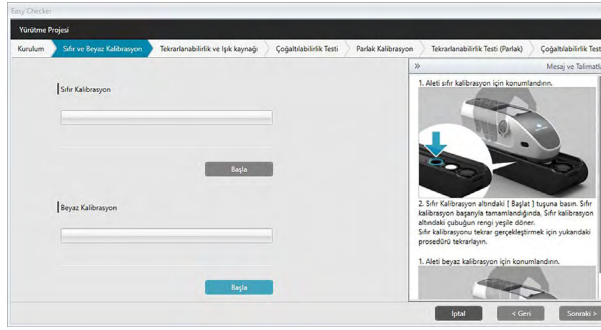 Easy Checker
Yürütme Projesi
Kurulum
Sıfır ve Beyaz Kalibrasyon
Tekrarlanabilirlik ve Işık kaynağı
Çoğaltılabilirlik Testi
Parlak Kalibrasyon
Tekrarlanabilirlik Testi (Parlak)
Çoğaltılabilirlik Test
Sıfır Kalibrasyon
Başla
Beyaz Kalibrasyon
Başla
»
Mesaj ve Talimatla
1. Aleti sıfır kalibrasyon için konumlandırın.
2. Sıfır Kalibrasyon altındaki [ Başlat ] tuşuna basın. Sıfır
kalibrasyon başarıyla tamamlandığında, Sıfır kalibrasyon
altındaki çubuğun rengi yeşile döner.
Sıfır kalibrasyonu tekrar gerçekleştirmek için yukarıdaki
prosedürü tekrarlayın.
1. Aleti beyaz kalibrasyon için konumlandırın.
İptal
< Geri
Sonraki >